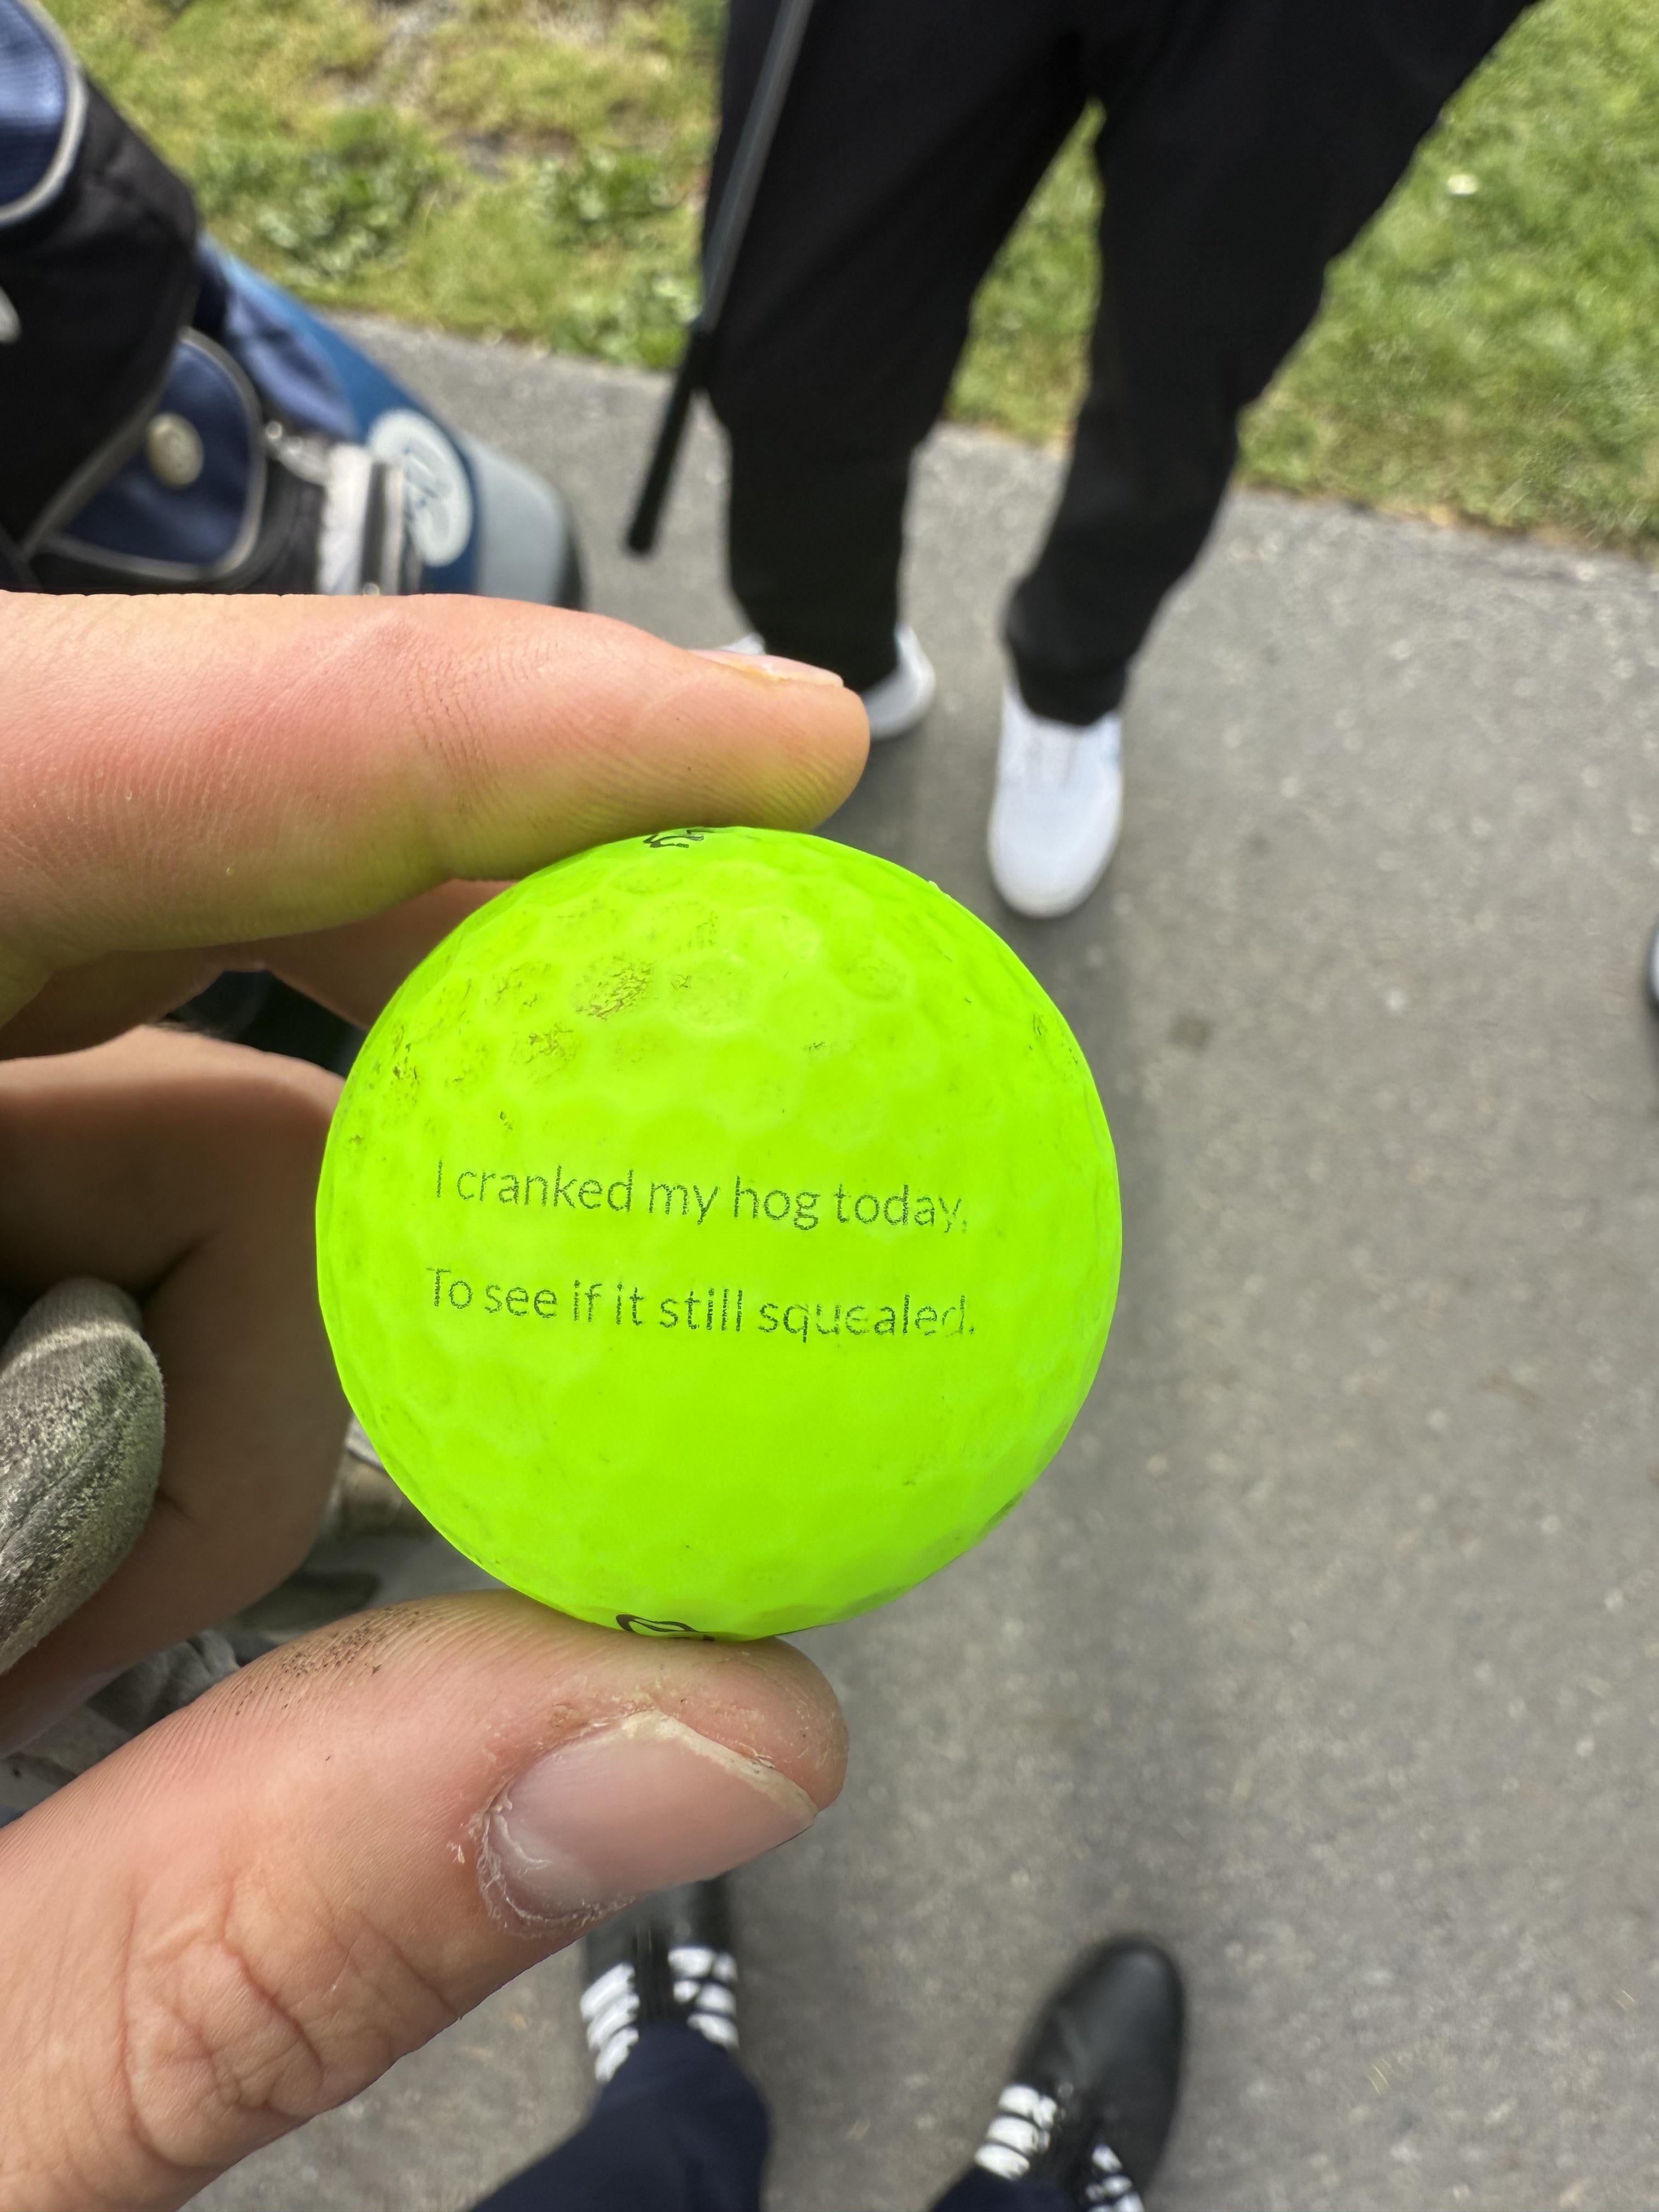 I cranked my hog today,
To see if it still squealed.